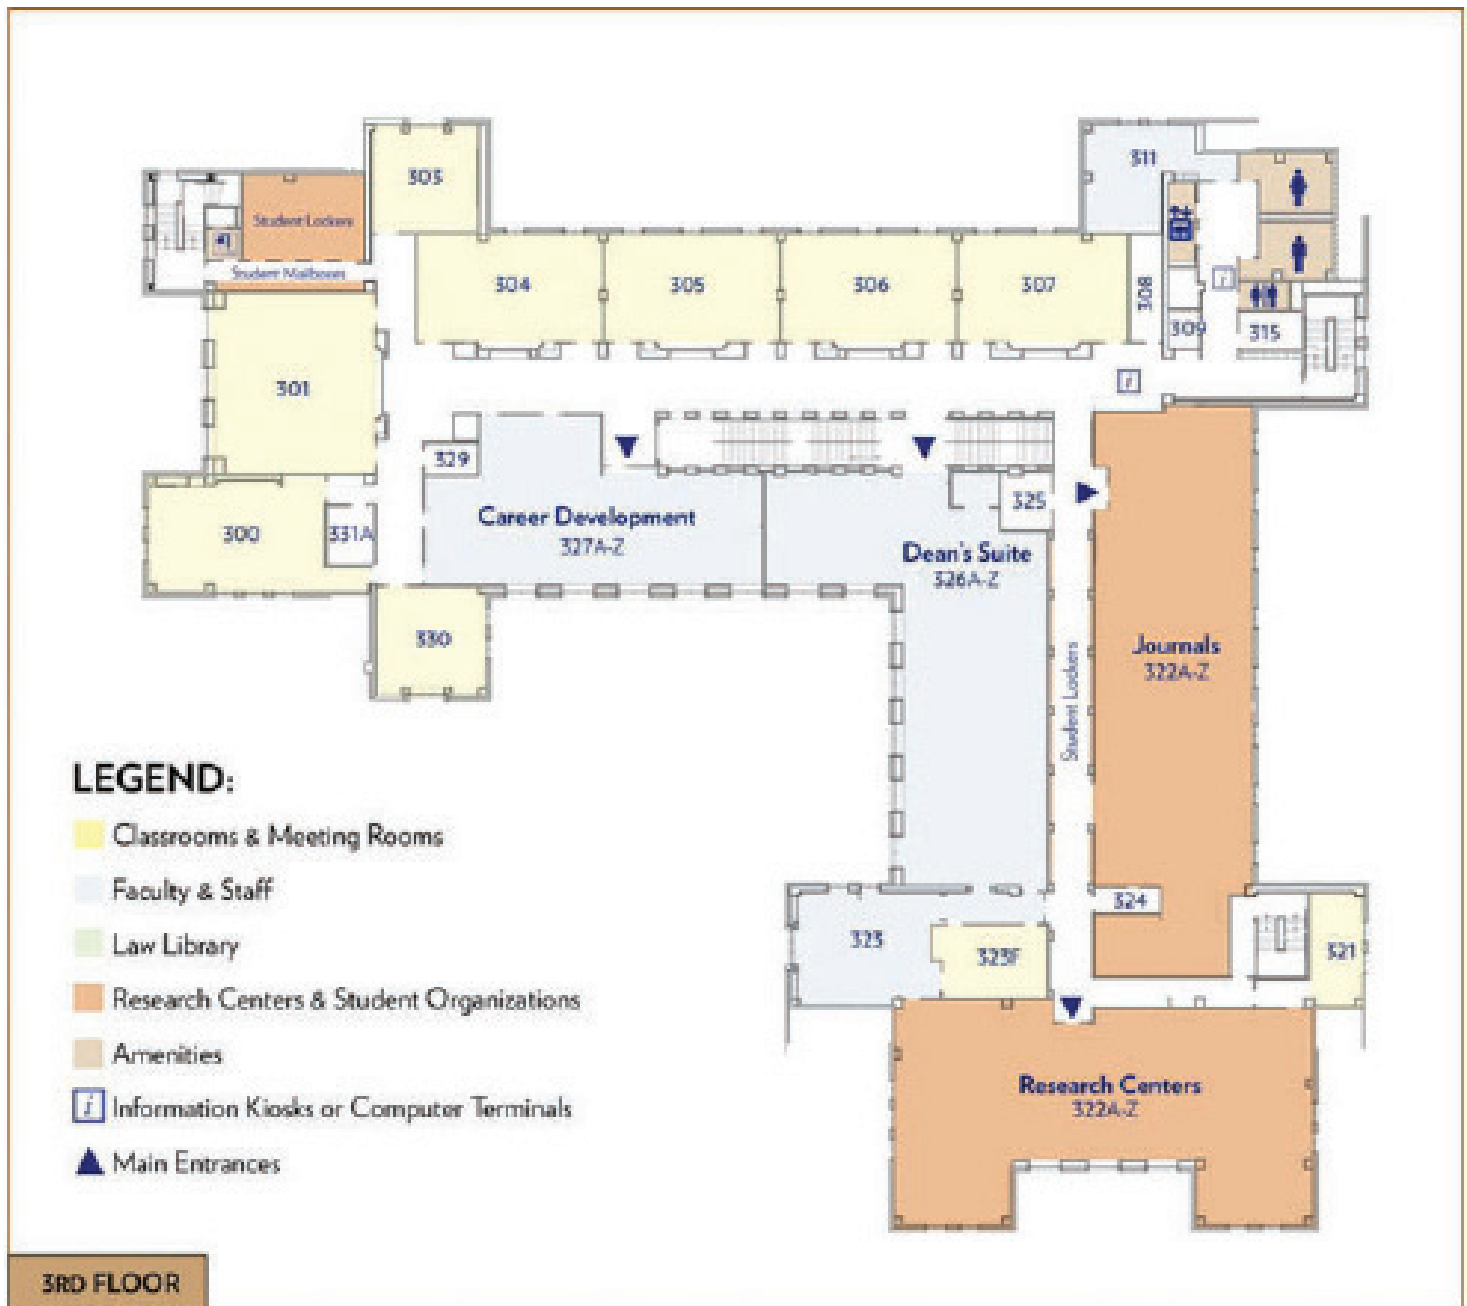 303
311
Student Lockers
Student Mailboxes
304
305
306
307
308
309
315
301
329
325
300
331A
Career Development
327A-Z
Dean's Suite
326A-Z
330
Journals
322A-Z
Student Lockers
324
323
323F
321
Research Centers
322A-Z
LEGEND:
Classrooms & Meeting Rooms
Faculty & Staff
Law Library
Research Centers & Student Organizations
Amenities
i Information Kiosks or Computer Terminals
Main Entrances
3RD FLOOR